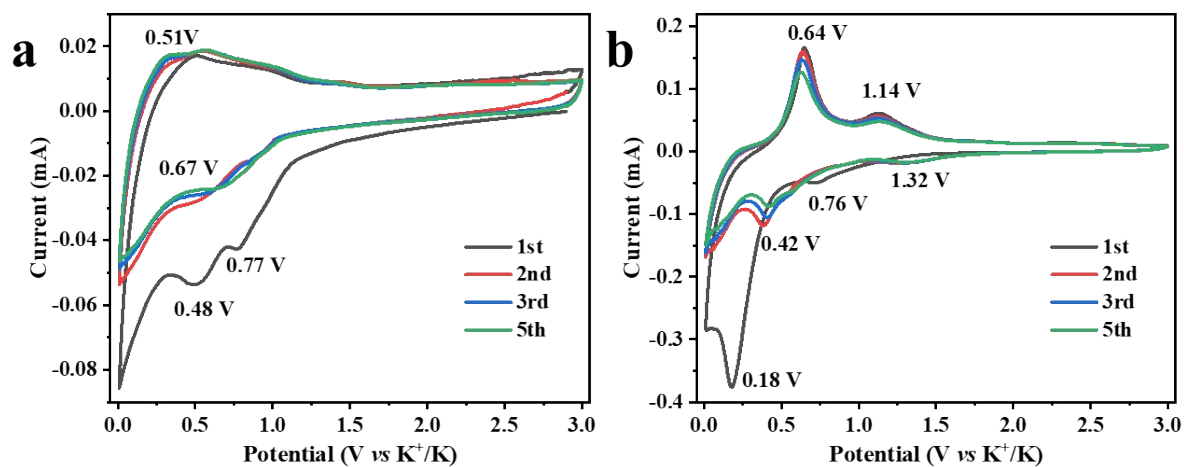 a
0.51V
0.67 V
0.77 V
0.48 V
1st
2nd
3rd
5th
0.02
0.00
-0.02
-0.04
-0.06
-0.08
Current (mA)
0.0 0.5 1.0 1.5 2.0 2.5 3.0
Potential (V vs K⁺/K)
b
0.64 V
1.14 V
1.32 V
0.76 V
0.42 V
0.18 V
1st
2nd
3rd
5th
0.2
0.1
0.0
-0.1
-0.2
-0.3
-0.4
Current (mA)
0.0 0.5 1.0 1.5 2.0 2.5 3.0
Potential (V vs K⁺/K)